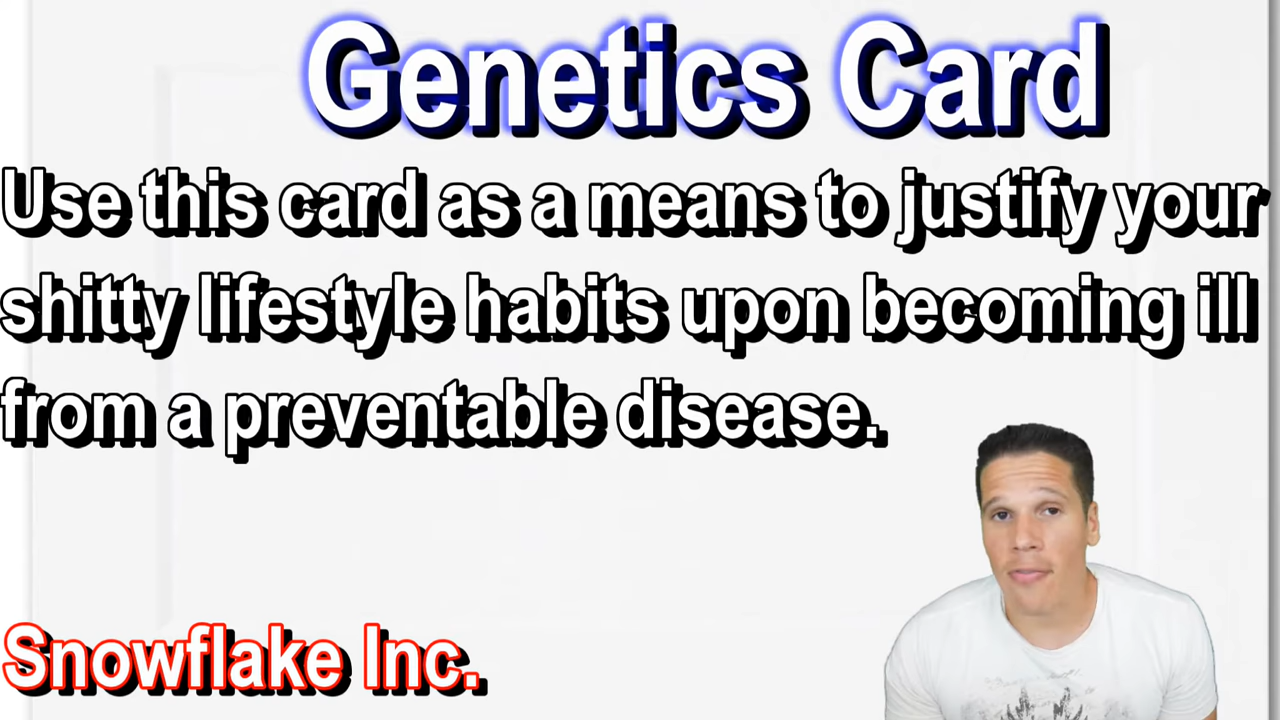 Genetics Card
Use this card as a means to justify your
shitty lifestyle habits upon becoming ill
from a preventable disease.
Snowflake Inc.